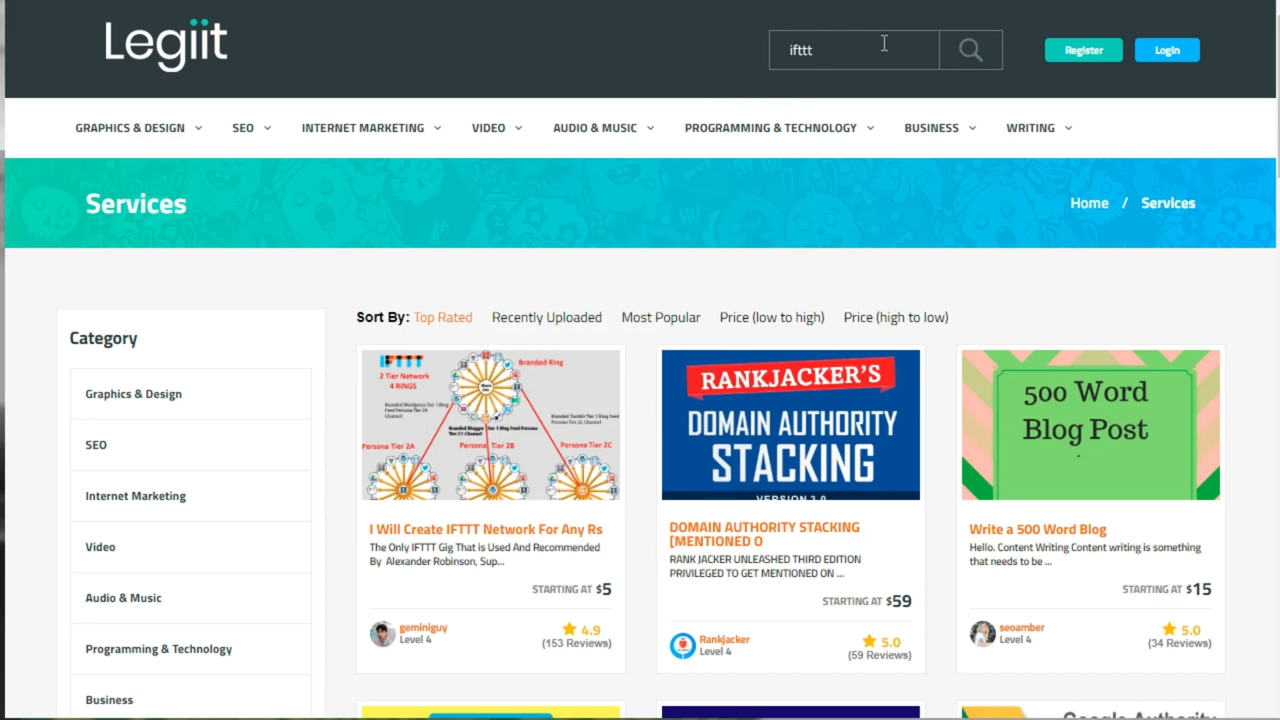 Legiit
ifttt
Register
Login
GRAPHICS & DESIGN
SEO
INTERNET MARKETING
VIDEO
AUDIO & MUSIC
PROGRAMMING & TECHNOLOGY
BUSINESS
WRITING
Services
Home / Services
Category
Graphics & Design
SEO
Internet Marketing
Video
Audio & Music
Programming & Technology
Business
Sort By: Top Rated Recently Uploaded Most Popular Price (low to high) Price (high to low)
IFTTT
2 Tier Network
4 RINGS
Branded Ring
Persona Tier 2A
Persona Tier 2B
Persona Tier 2C
I Will Create IFTTT Network For Any Rs
The Only IFTTT Gig That is Used And Recommended
By Alexander Robinson, Sup...
STARTING AT $5
geminiguy
Level 4
4.9
(153 Reviews)
RANKJACKER'S
DOMAIN AUTHORITY
STACKING
VERSION 2.0
DOMAIN AUTHORITY STACKING
[MENTIONED O
RANK JACKER UNLEASHED THIRD EDITION
PRIVILEGED TO GET MENTIONED ON ...
STARTING AT $59
Rankjacker
Level 4
5.0
(59 Reviews)
500 Word
Blog Post
Write a 500 Word Blog
Hello. Content Writing Content writing is something
that needs to be ...
STARTING AT $15
seoamber
Level 4
5.0
(34 Reviews)
Google Authority